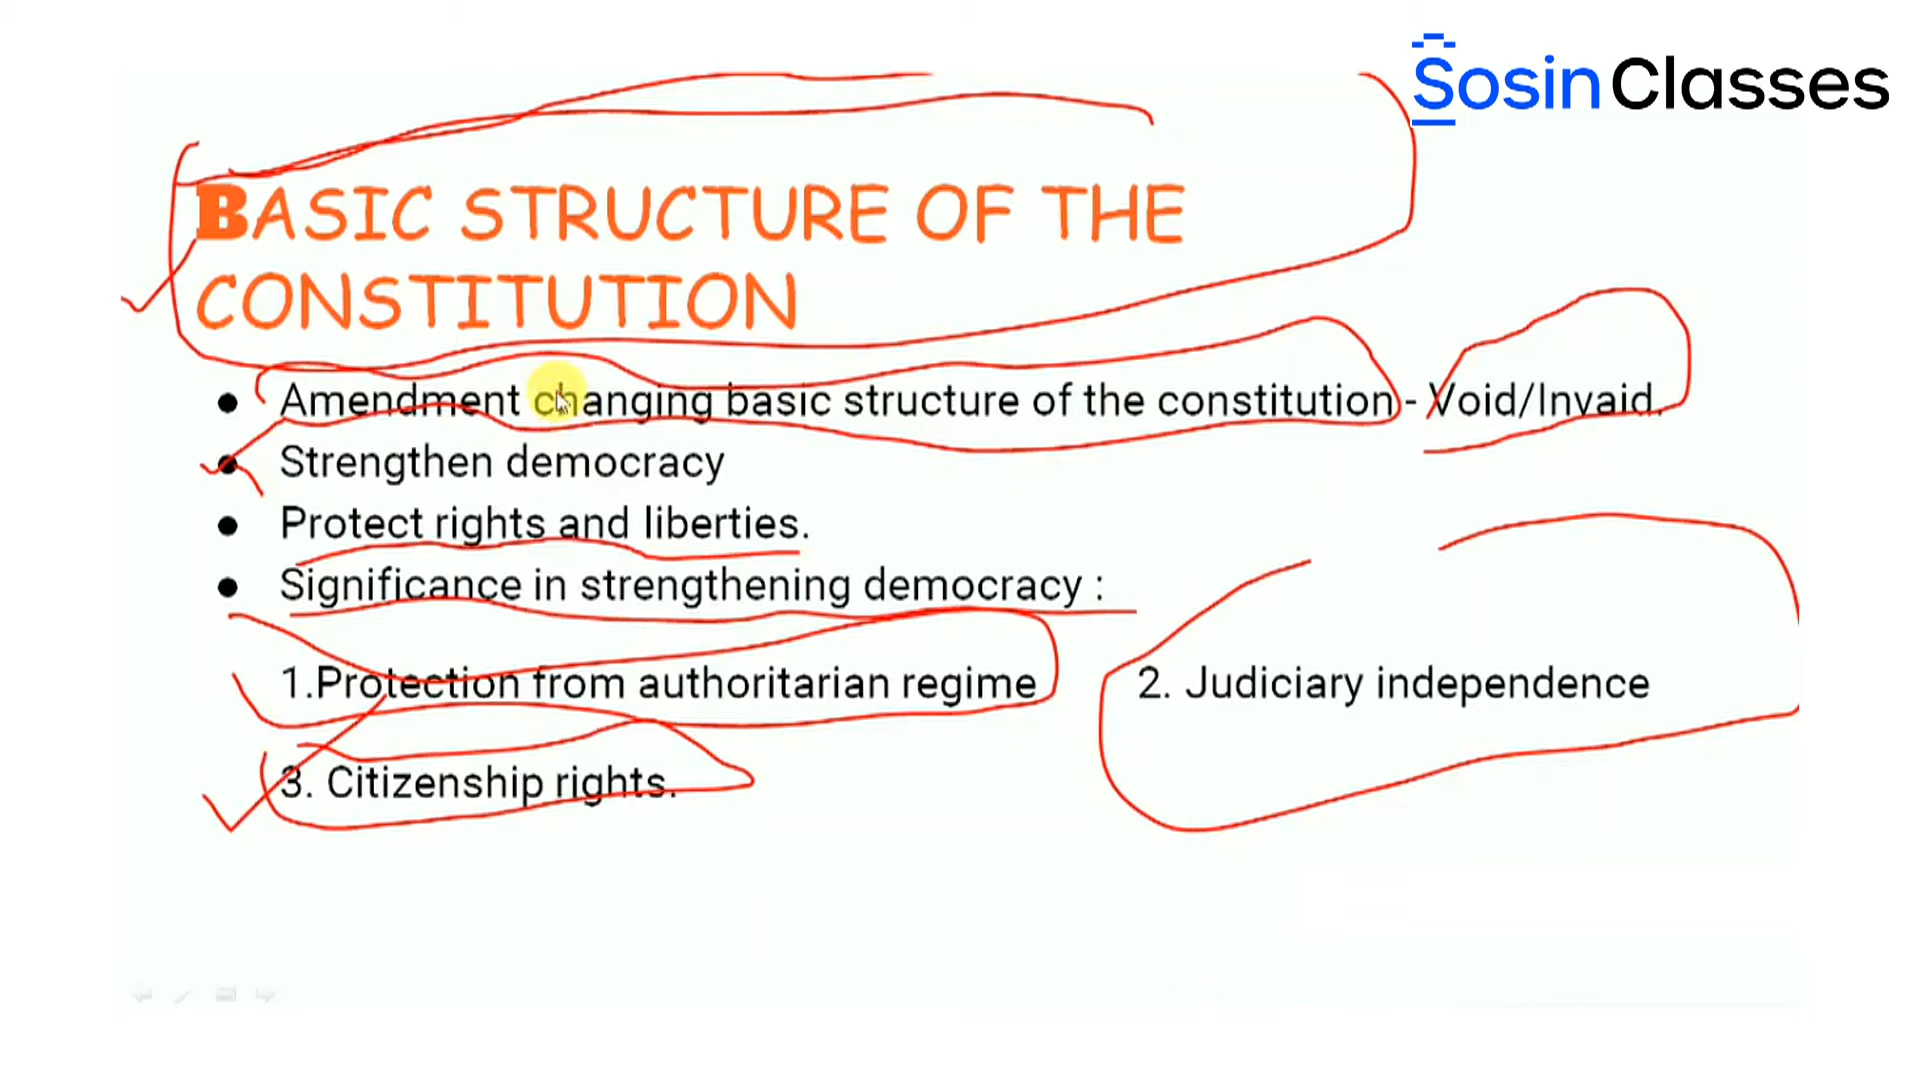 Sosin Classes
BASIC STRUCTURE OF THE
CONSTITUTION
● Amendment changing basic structure of the constitution - Void/Invaid.
● Strengthen democracy
● Protect rights and liberties.
● Significance in strengthening democracy :
1.Protection from authoritarian regime 2. Judiciary independence
3. Citizenship rights.